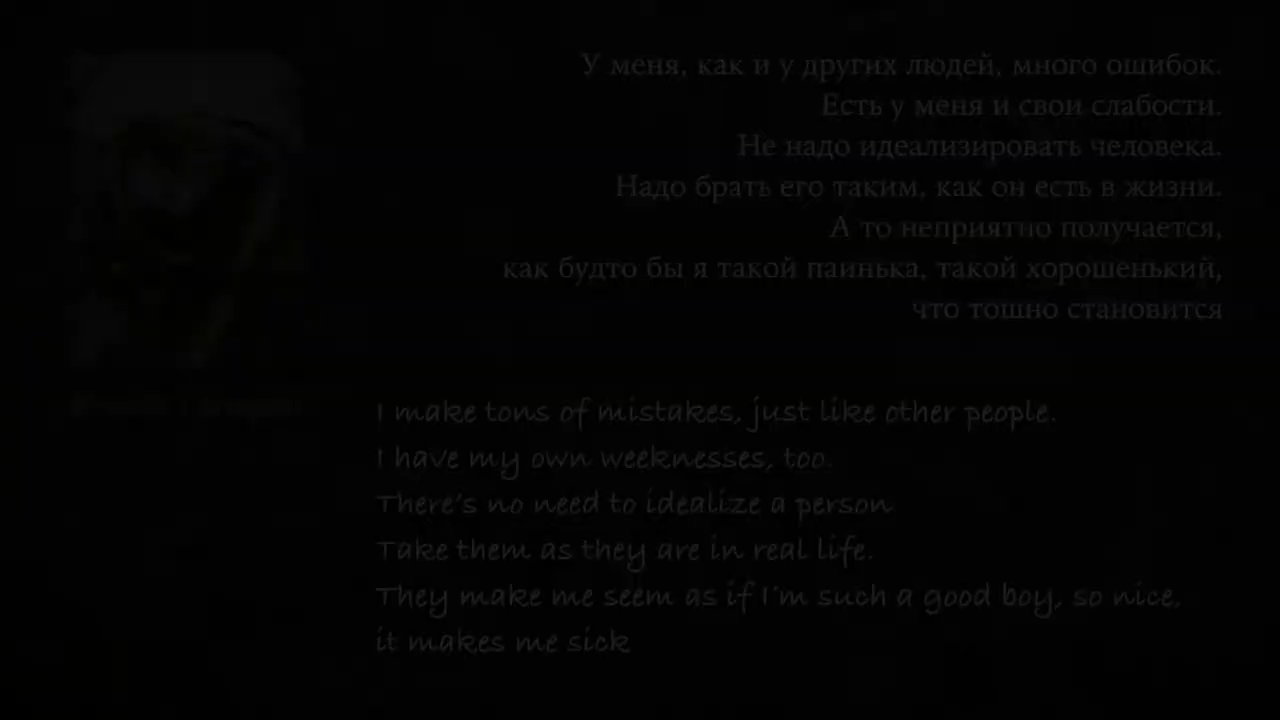 У меня, как и у других людей, много ошибок.
Есть у меня и свои слабости.
Не надо идеализировать человека.
Надо брать его таким, как он есть в жизни.
А то неприятно получается,
как будто бы я такой паинька, такой хорошенький,
что тошно становится
I make tons of mistakes, just like other people.
I have my own weeknesses, too.
There's no need to idealize a person
Take them as they are in real life.
They make me seem as if I'm such a good boy, so nice,
it makes me sick